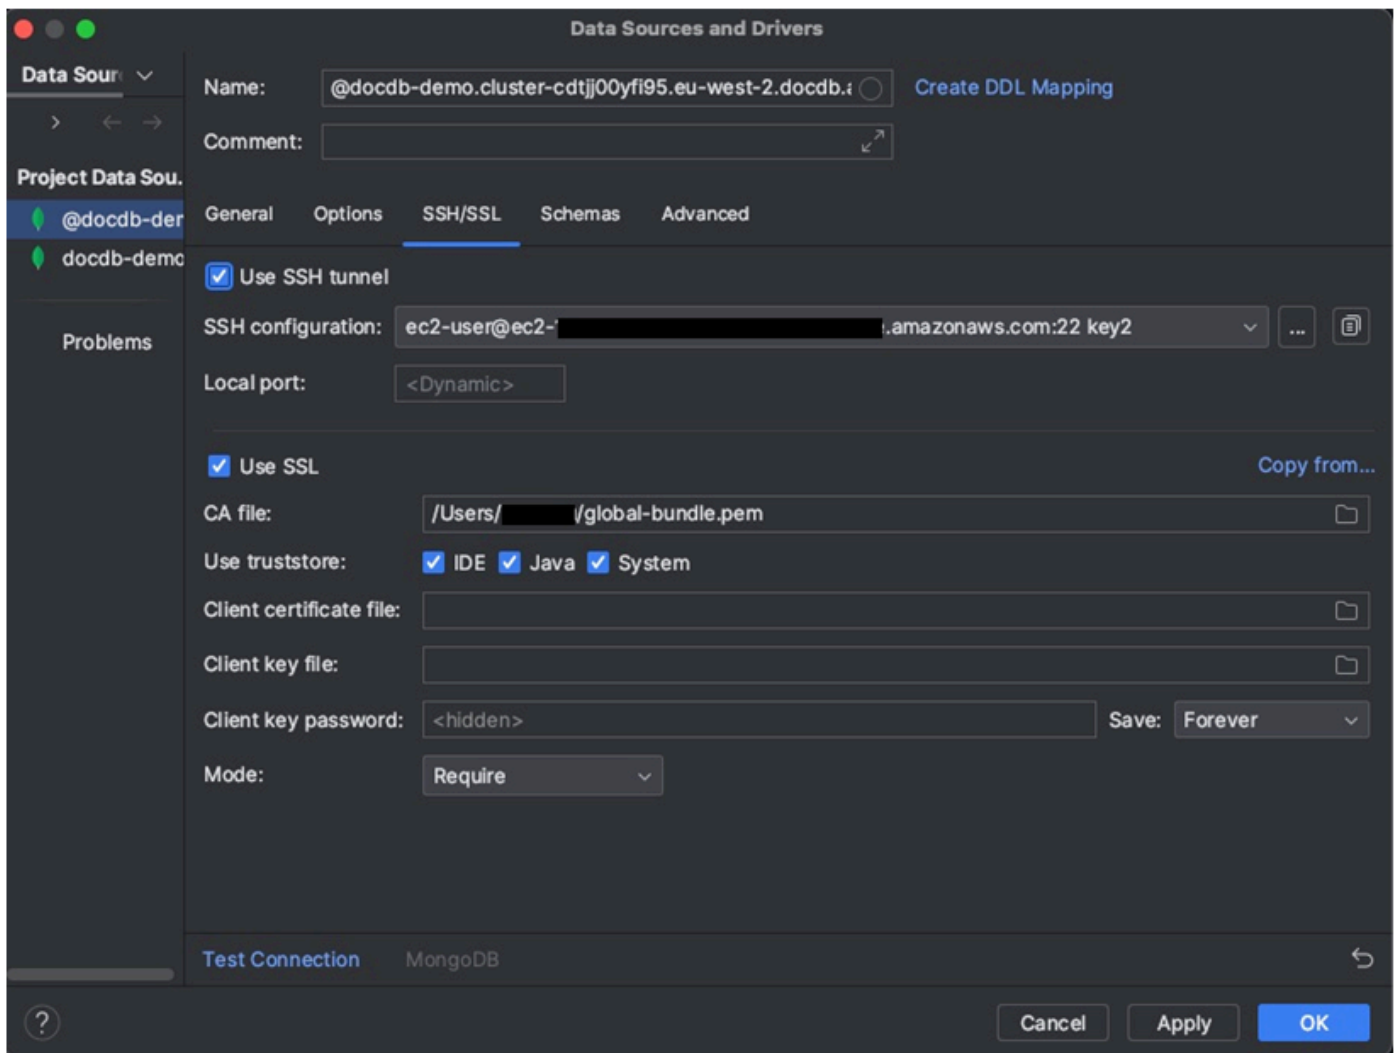 Data Sources and Drivers
Data Sour
Name: @docdb-demo.cluster-cdtjj00yfi95.eu-west-2.docdb.a Create DDL Mapping
Comment:
Project Data Sou.
@docdb-der
docdb-demo
Problems
General Options SSH/SSL Schemas Advanced
Use SSH tunnel
SSH configuration: ec2-user@ec2- .amazonaws.com:22 key2 ...
Local port: <Dynamic>
Use SSL Copy from...
CA file: /Users/ /global-bundle.pem
Use truststore: IDE Java System
Client certificate file:
Client key file:
Client key password: <hidden> Save: Forever
Mode: Require
Test Connection MongoDB
? Cancel Apply OK